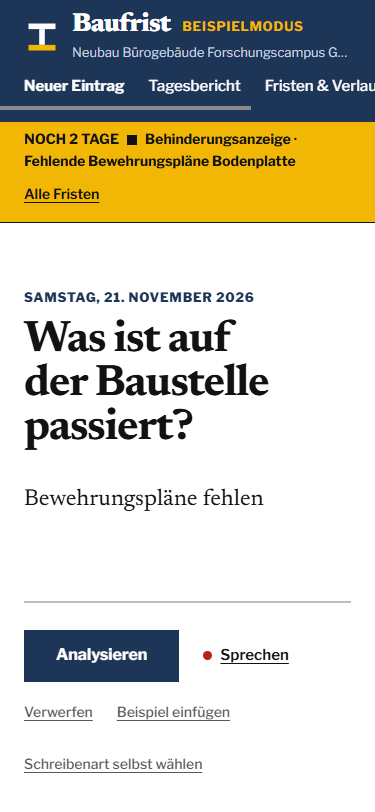 Baufrist BEISPIELMODUS
Neubau Bürogebäude Forschungscampus G...
Neuer Eintrag Tagesbericht Fristen & Verlau
NOCH 2 TAGE ■ Behinderungsanzeige ·
Fehlende Bewehrungspläne Bodenplatte
Alle Fristen
SAMSTAG, 21. NOVEMBER 2026
Was ist auf
der Baustelle
passiert?
Bewehrungspläne fehlen
Analysieren Sprechen
Verwerfen Beispiel einfügen
Schreibenart selbst wählen